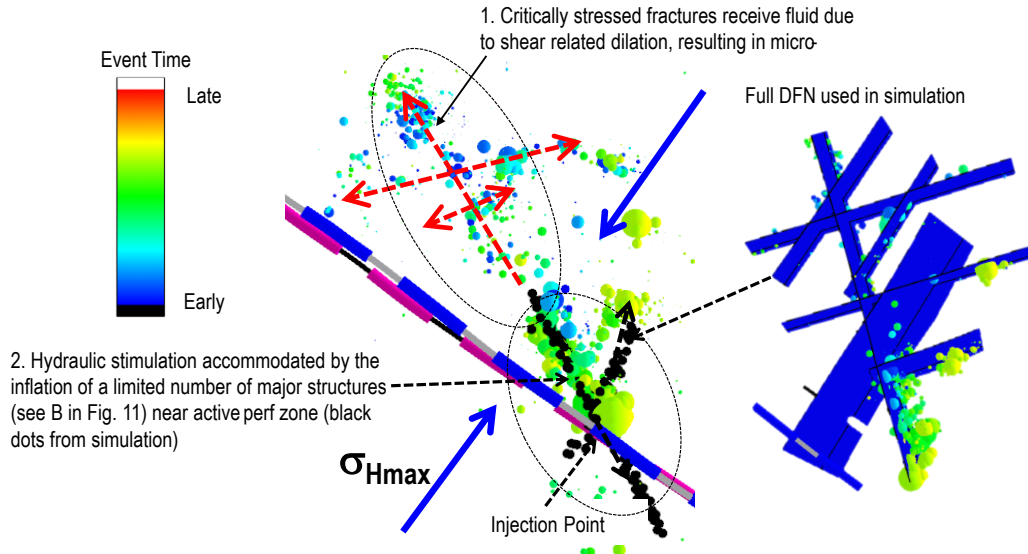 1. Critically stressed fractures receive fluid due
to shear related dilation, resulting in micro-
Event Time
Late
Early
Full DFN used in simulation
2. Hydraulic stimulation accommodated by the
inflation of a limited number of major structures
(see B in Fig. 11) near active perf zone (black
dots from simulation)
σHmax
Injection Point